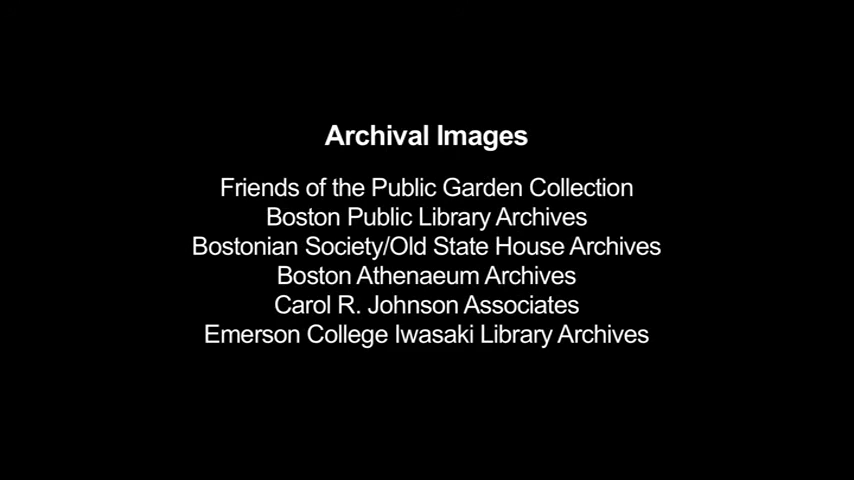 Archival Images
Friends of the Public Garden Collection
Boston Public Library Archives
Bostonian Society/Old State House Archives
Boston Athenaeum Archives
Carol R. Johnson Associates
Emerson College Iwasaki Library Archives